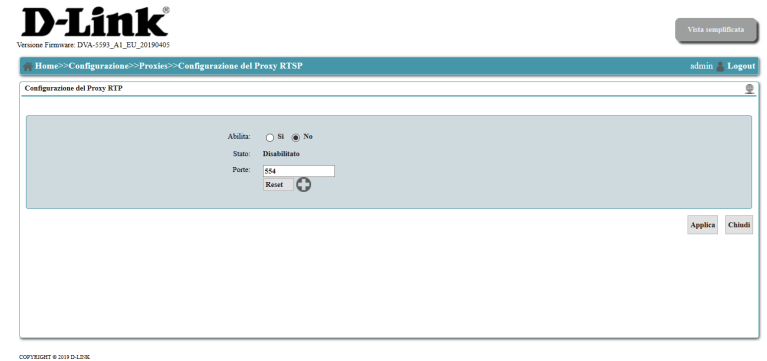 D-Link®
Vista semplificata
Versione Firmware: DVA-5593_A1_EU_20190405
Home>>Configurazione>>Proxies>>Configurazione del Proxy RTSP
admin Logout
Configurazione del Proxy RTP
Abilita: Sì No
Stato: Disabilitato
Porte: 554
Reset
Applica Chiudi
COPYRIGHT © 2019 D-LINK